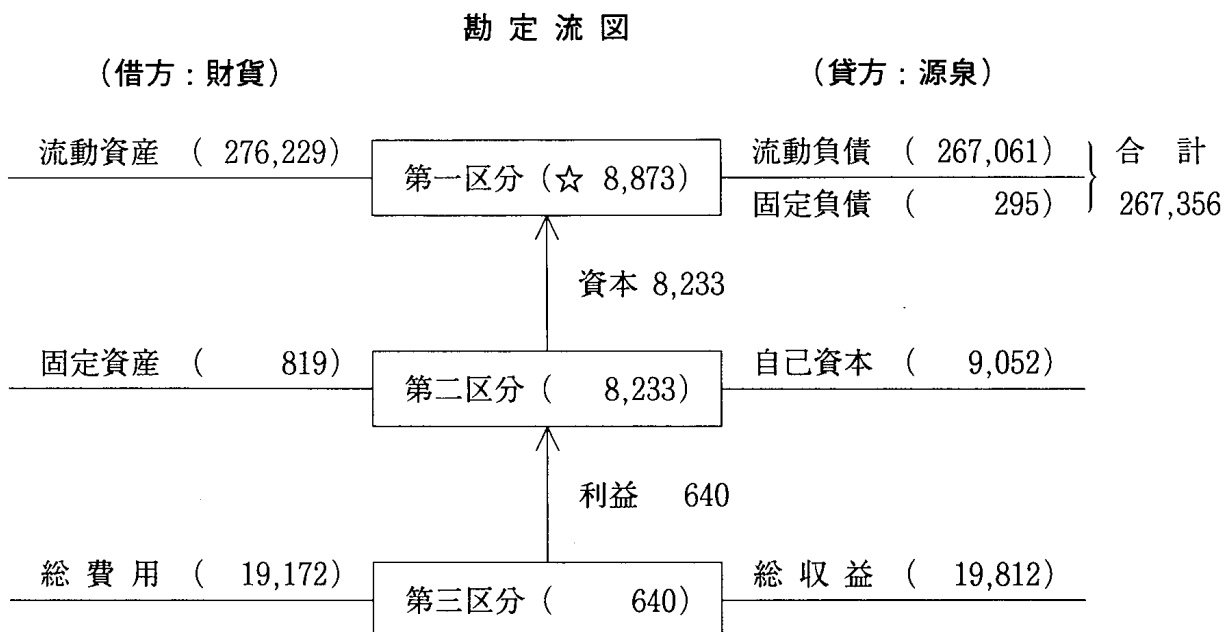 勘定流図
(借方：財貨) (貸方：源泉)
流動資産 ( 276,229) 第一区分 (☆ 8,873) 流動負債 ( 267,061) 合 計
固定負債 ( 295) 267,356
資本 8,233
固定資産 ( 819) 第二区分 ( 8,233) 自己資本 ( 9,052)
利益 640
総 費 用 ( 19,172) 第三区分 ( 640) 総 収 益 ( 19,812)